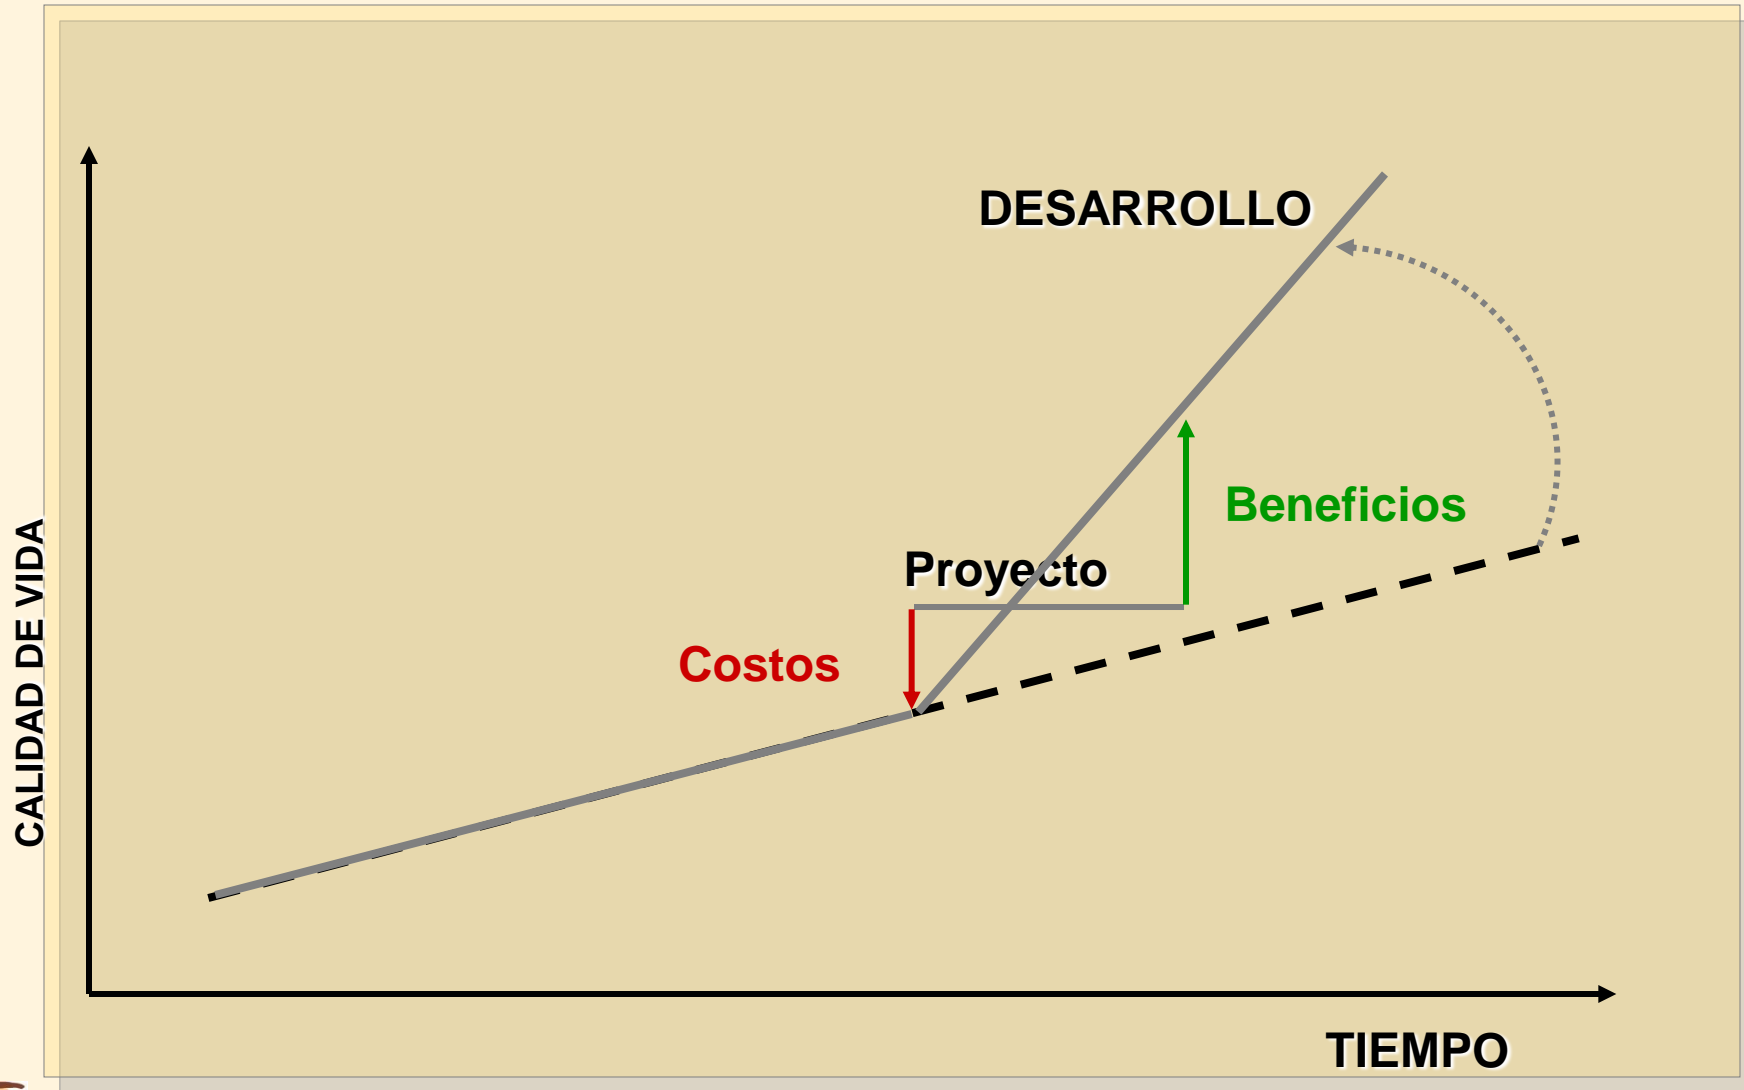 DESARROLLO
Beneficios
Proyecto
Costos
CALIDAD DE VIDA
TIEMPO